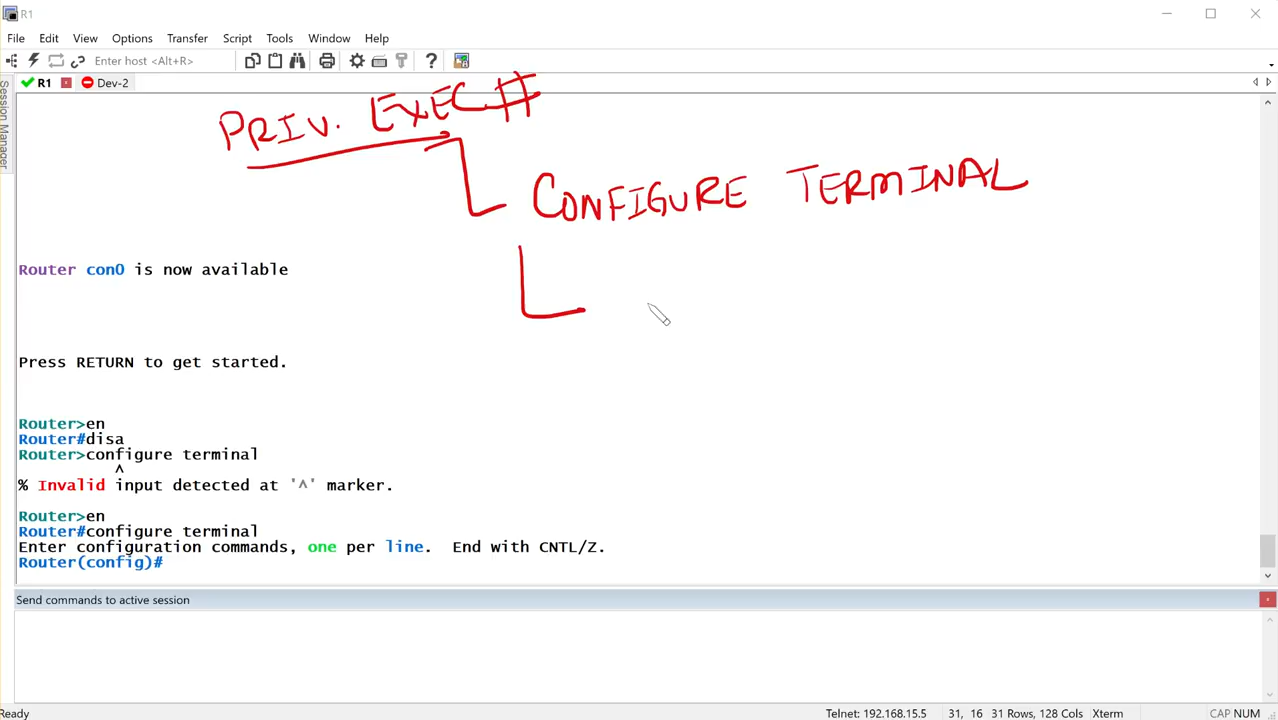 R1
File Edit View Options Transfer Script Tools Window Help
Enter host <Alt+R>
R1 Dev-2
Session Manager
PRIV. EXEC #
CONFIGURE TERMINAL
Router con0 is now available
Press RETURN to get started.
Router>en
Router#disa
Router>configure terminal
^
% Invalid input detected at '^' marker.
Router>en
Router#configure terminal
Enter configuration commands, one per line. End with CNTL/Z.
Router(config)#
Send commands to active session
Ready Telnet: 192.168.15.5 31, 16 31 Rows, 128 Cols Xterm CAP NUM